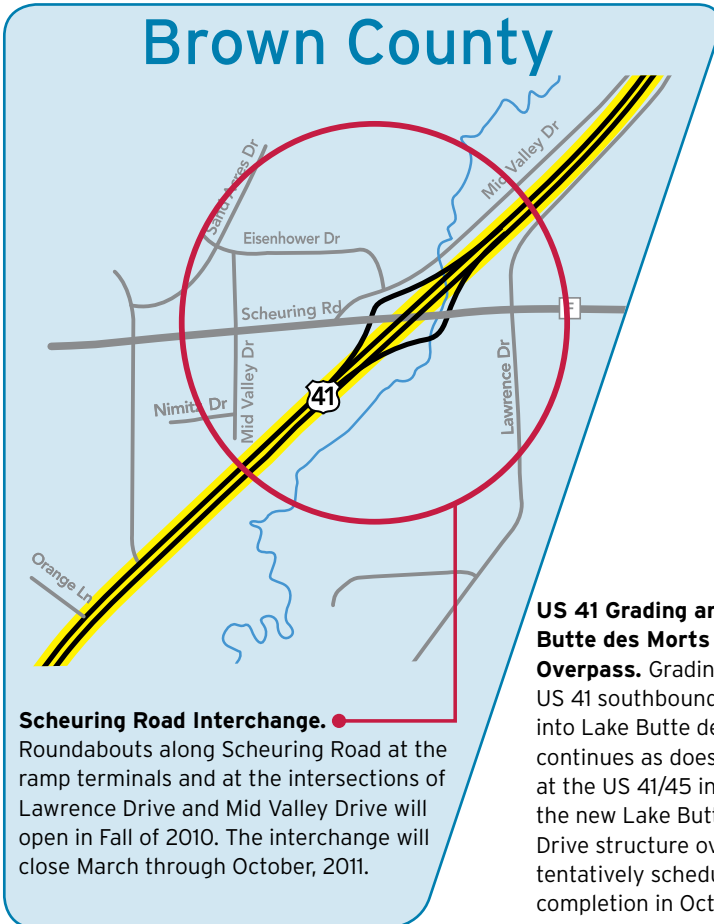 Brown County
Sand Acres Dr
Mid Valley Dr
Eisenhower Dr
Scheuring Rd
F
Mid Valley Dr
Lawrence Dr
41
Nimitz Dr
Orange Ln
Scheuring Road Interchange.
Roundabouts along Scheuring Road at the
ramp terminals and at the intersections of
Lawrence Drive and Mid Valley Drive will
open in Fall of 2010. The interchange will
close March through October, 2011.
US 41 Grading an
Butte des Morts
Overpass. Gradin
US 41 southbound
into Lake Butte de
continues as does
at the US 41/45 in
the new Lake Butt
Drive structure ov
tentatively schedu
completion in Oct